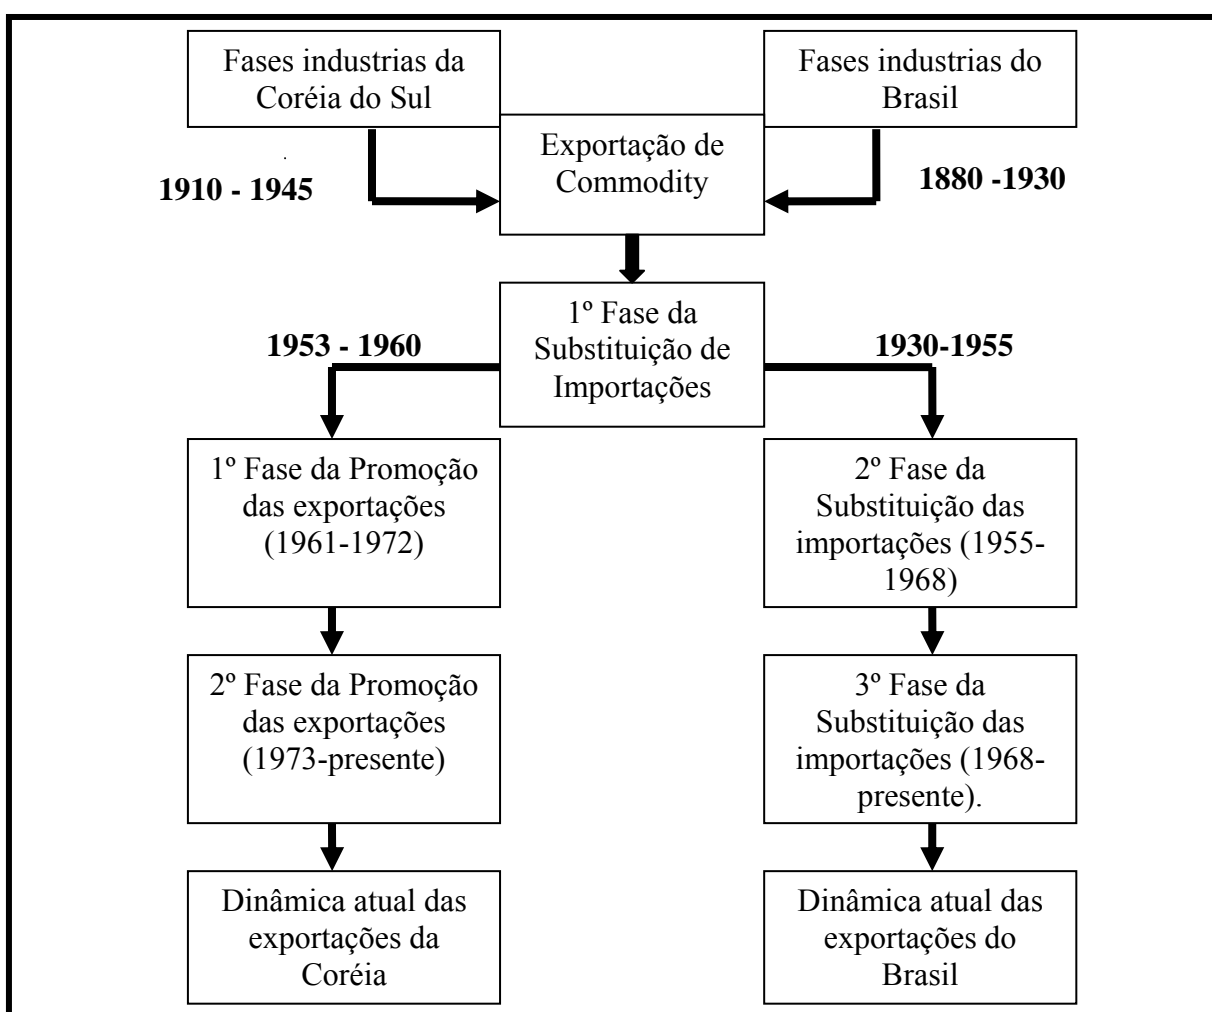 Fases industrias da
Coréia do Sul
Fases industrias do
Brasil
Exportação de
Commodity
1910 - 1945
1880 -1930
1º Fase da
Substituição de
Importações
1953 - 1960
1930-1955
1º Fase da Promoção
das exportações
(1961-1972)
2º Fase da
Substituição das
importações (1955-
1968)
2º Fase da Promoção
das exportações
(1973-presente)
3º Fase da
Substituição das
importações (1968-
presente).
Dinâmica atual das
exportações da
Coréia
Dinâmica atual das
exportações do
Brasil